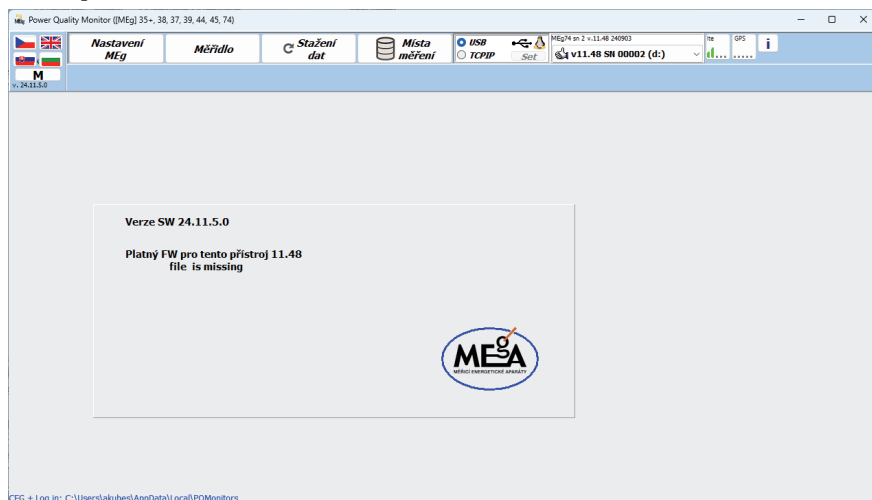 Power Quality Monitor ([MEg] 35+, 38, 37, 39, 44, 45, 74)
Nastavení
MEg
Měřidlo
Stažení
dat
Místa
měření
USB
TCPIP
Set
MEg74 sn 2 v.11.48 240903
v11.48 SN 00002 (d:)
lte
GPS
i
M
v. 24.11.5.0
Verze SW 24.11.5.0
Platný FW pro tento přístroj 11.48
file is missing
MEgA
MĚŘICÍ ENERGETICKÉ APARÁTY
CFG + Log in: C:\Users\akubes\AppData\Local\PQMonitors